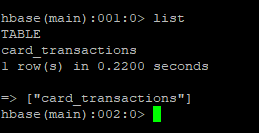 hbase(main):001:0> list
TABLE
card_transactions
1 row(s) in 0.2200 seconds
=> ["card_transactions"]
hbase(main):002:0>